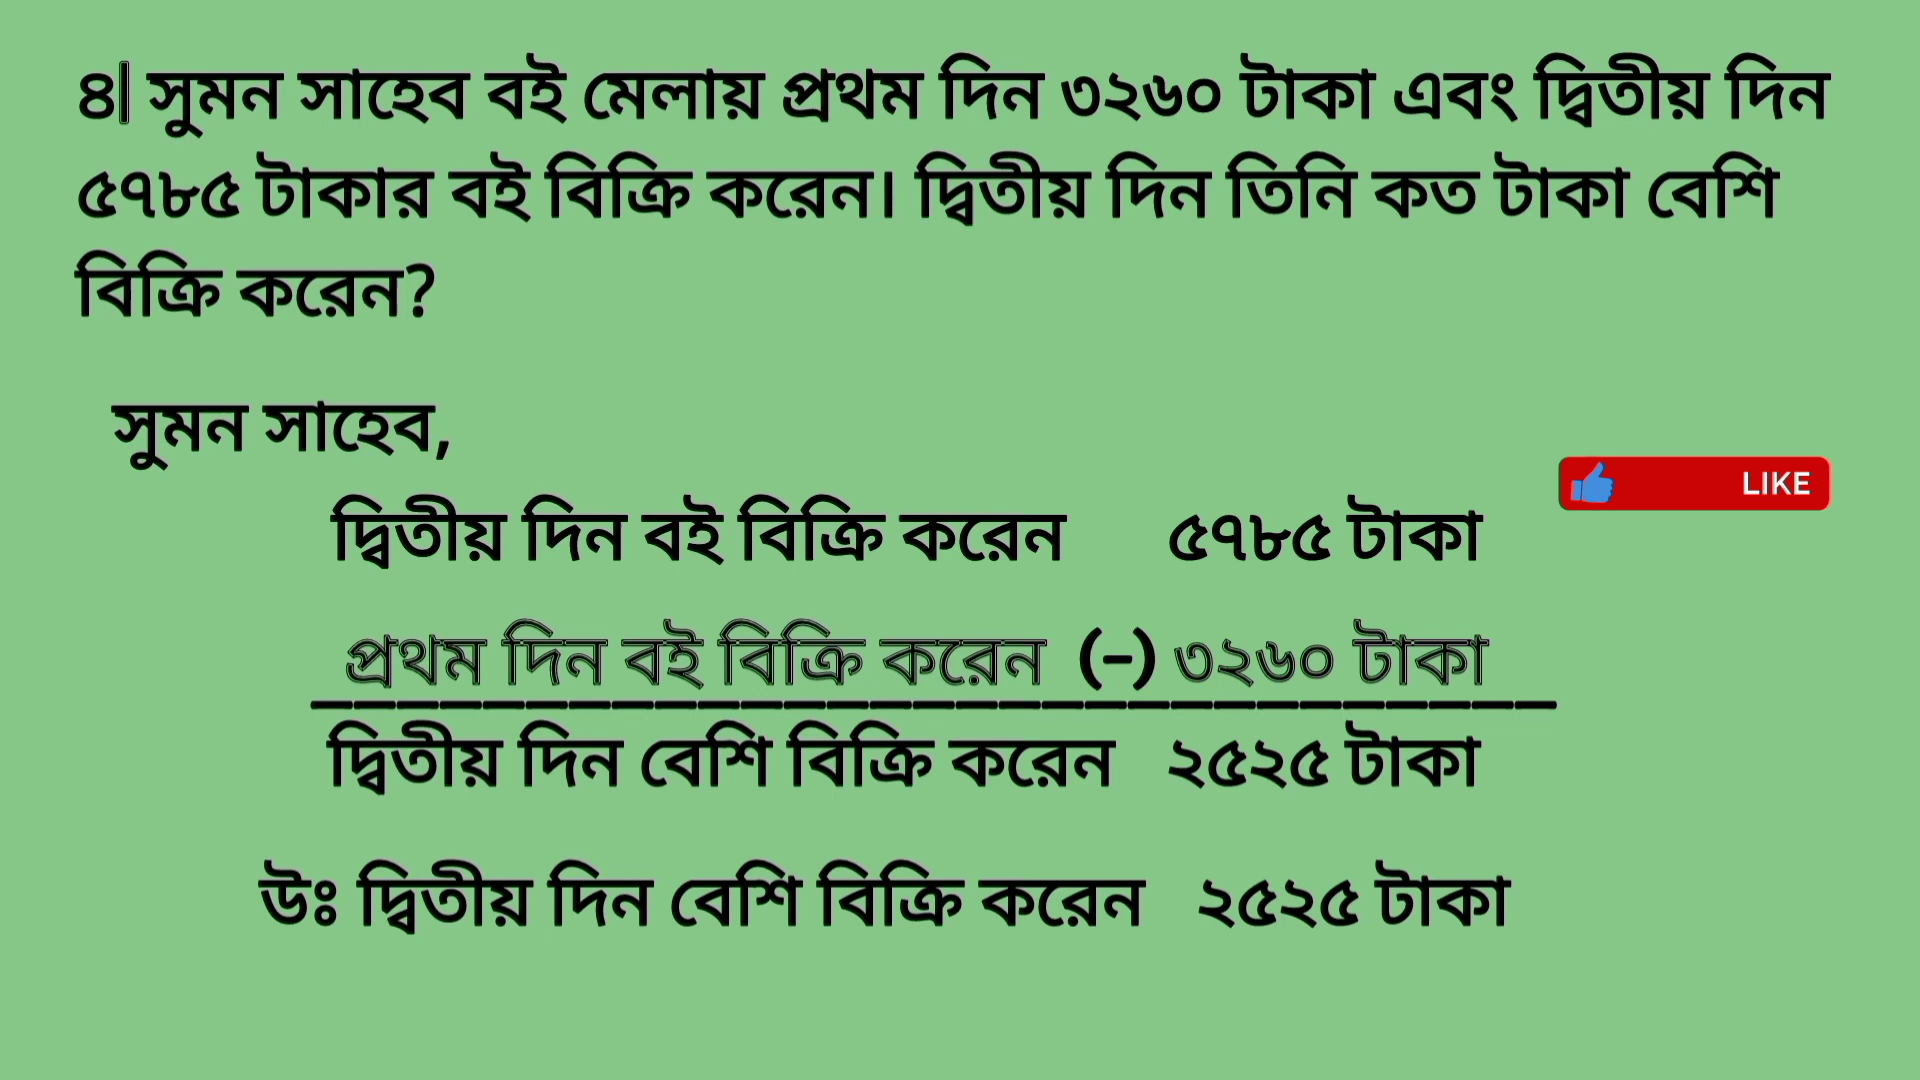 ৪| সুমন সাহেব বই মেলায় প্রথম দিন ৩২৬০ টাকা এবং দ্বিতীয় দিন
৫৭৮৫ টাকার বই বিক্রি করেন। দ্বিতীয় দিন তিনি কত টাকা বেশি
বিক্রি করেন?
সুমন সাহেব,
LIKE
দ্বিতীয় দিন বই বিক্রি করেন ৫৭৮৫ টাকা
প্রথম দিন বই বিক্রি করেন (-) ৩২৬০ টাকা
দ্বিতীয় দিন বেশি বিক্রি করেন ২৫২৫ টাকা
উঃ দ্বিতীয় দিন বেশি বিক্রি করেন ২৫২৫ টাকা